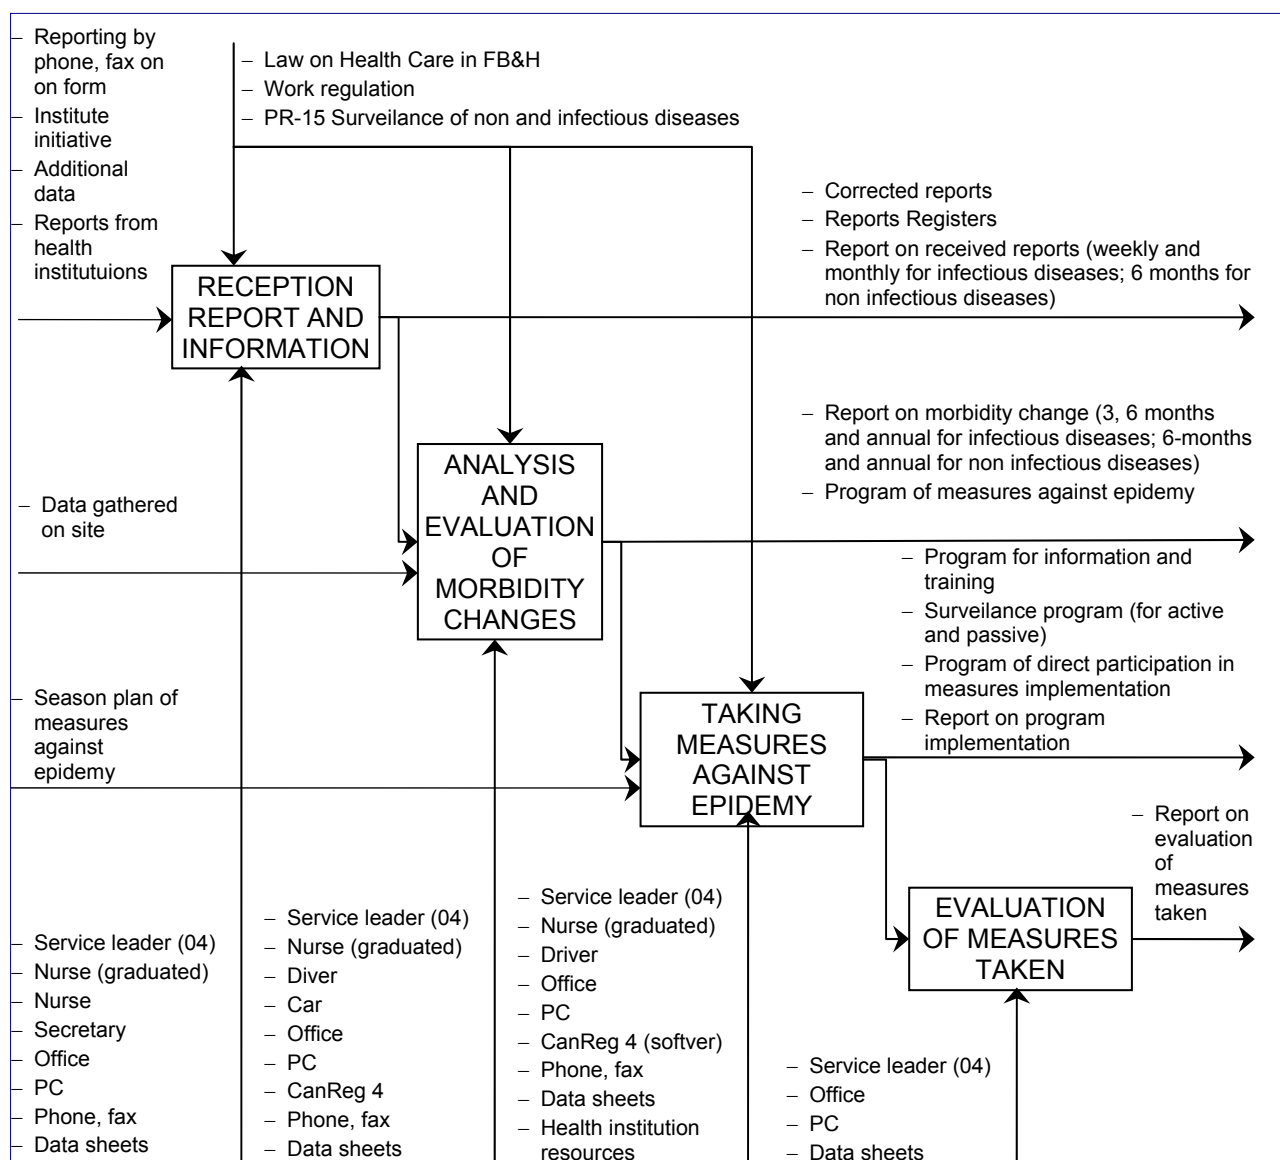 – Reporting by
phone, fax on
on form
– Institute
initiative
– Additional
data
– Reports from
health
institutuions
– Law on Health Care in FB&H
– Work regulation
– PR-15 Surveilance of non and infectious diseases
– Corrected reports
– Reports Registers
– Report on received reports (weekly and
monthly for infectious diseases; 6 months for
non infectious diseases)
RECEPTION
REPORT AND
INFORMATION
– Report on morbidity change (3, 6 months
and annual for infectious diseases; 6-months
and annual for non infectious diseases)
– Program of measures against epidemy
– Data gathered
on site
ANALYSIS
AND
EVALUATION
OF
MORBIDITY
CHANGES
– Program for information and
training
– Surveilance program (for active
and passive)
– Program of direct participation in
measures implementation
– Report on program
implementation
– Season plan of
measures
against
epidemy
TAKING
MEASURES
AGAINST
EPIDEMY
– Report on
evaluation
of
measures
taken
EVALUATION
OF MEASURES
TAKEN
– Service leader (04)
– Nurse (graduated)
– Nurse
– Secretary
– Office
– PC
– Phone, fax
– Data sheets
– Service leader (04)
– Nurse (graduated)
– Diver
– Car
– Office
– PC
– CanReg 4
– Phone, fax
– Data sheets
– Service leader (04)
– Nurse (graduated)
– Driver
– Office
– PC
– CanReg 4 (softver)
– Phone, fax
– Data sheets
– Health institution
resources
– Service leader (04)
– Office
– PC
– Data sheets